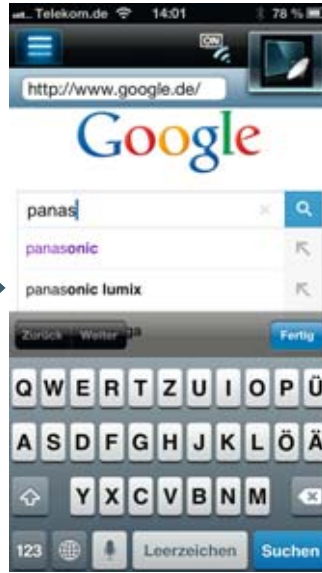 Telekom.de 14:01 78 %
ON
http://www.google.de/
Google
panas
panasonic
panasonic lumix
Zurück Weiter ga Fertig
Q W E R T Z U I O P Ü
A S D F G H J K L Ö Ä
Y X C V B N M
123 Leerzeichen Suchen